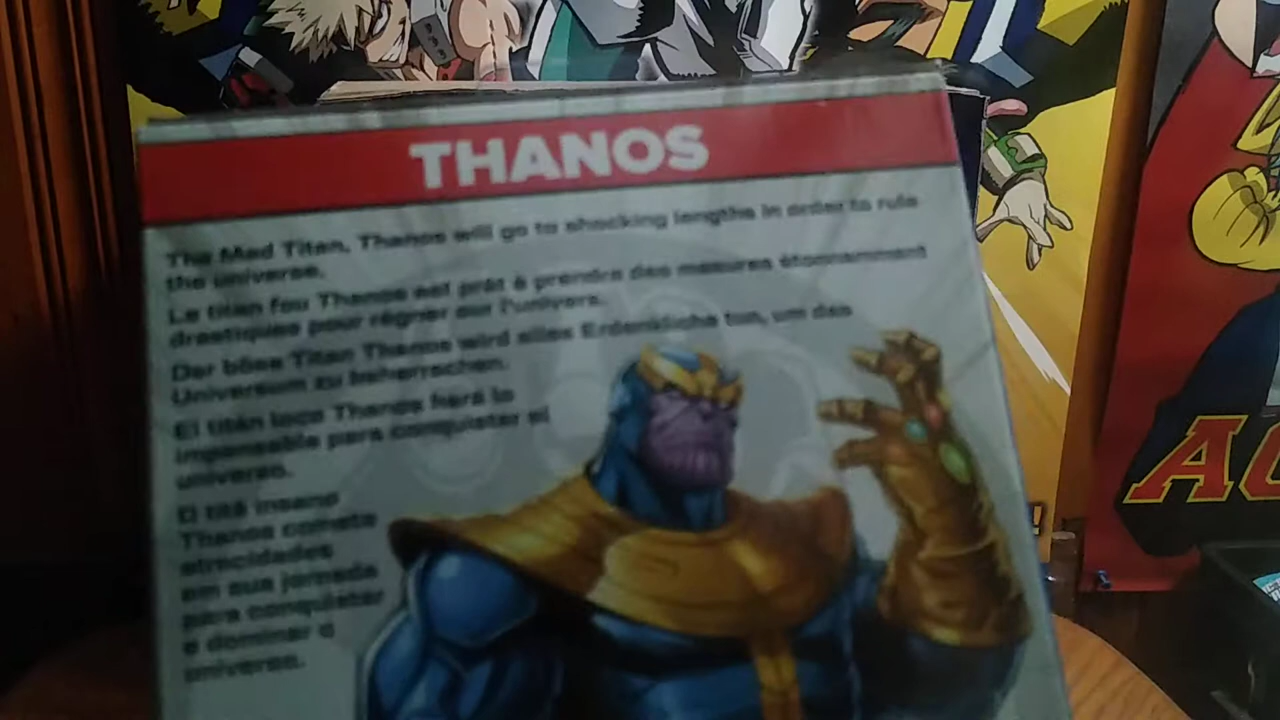 THANOS
The Mad Titan. Thanos will go to shocking lengths in order to rule
the universe.
Le titan fou Thanos est prêt à prendre des mesures étonnamment
drastiques pour régner sur l'univers.
Der böse Titan Thanos wird alles Erdenkliche tun, um das
Universum zu beherrschen.
El titán loco Thanos hará lo
imposible para conquistar el
universo.
O titã insano
Thanos comete
atrocidades
em sua jornada
para conquistar
e dominar o
universo.